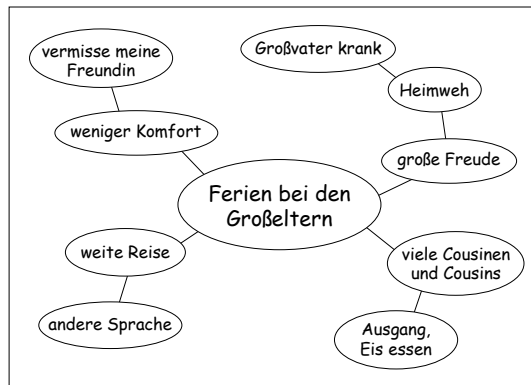 vermisse meine
Freundin
weniger Komfort
Großvater krank
Heimweh
große Freude
Ferien bei den
Großeltern
weite Reise
andere Sprache
viele Cousinen
und Cousins
Ausgang,
Eis essen